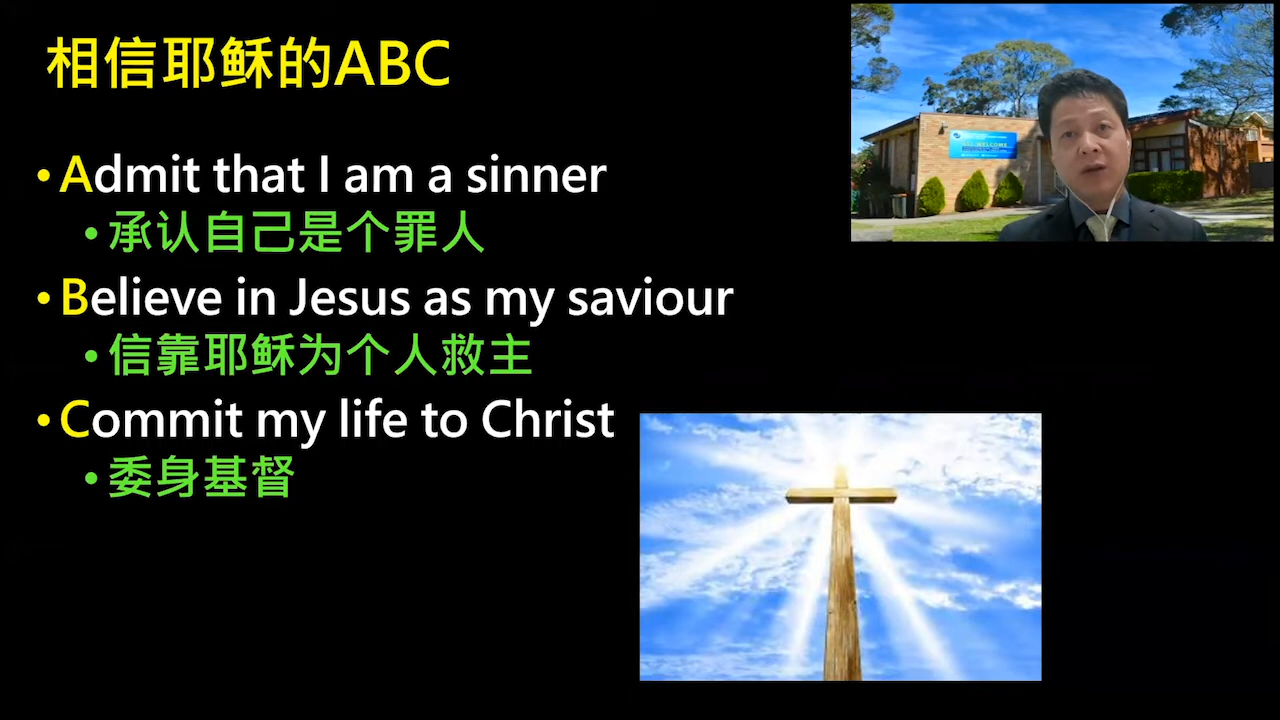 相信耶稣的ABC
• Admit that I am a sinner
• 承认自己是个罪人
• Believe in Jesus as my saviour
• 信靠耶稣为个人救主
• Commit my life to Christ
• 委身基督
ALL WELCOME